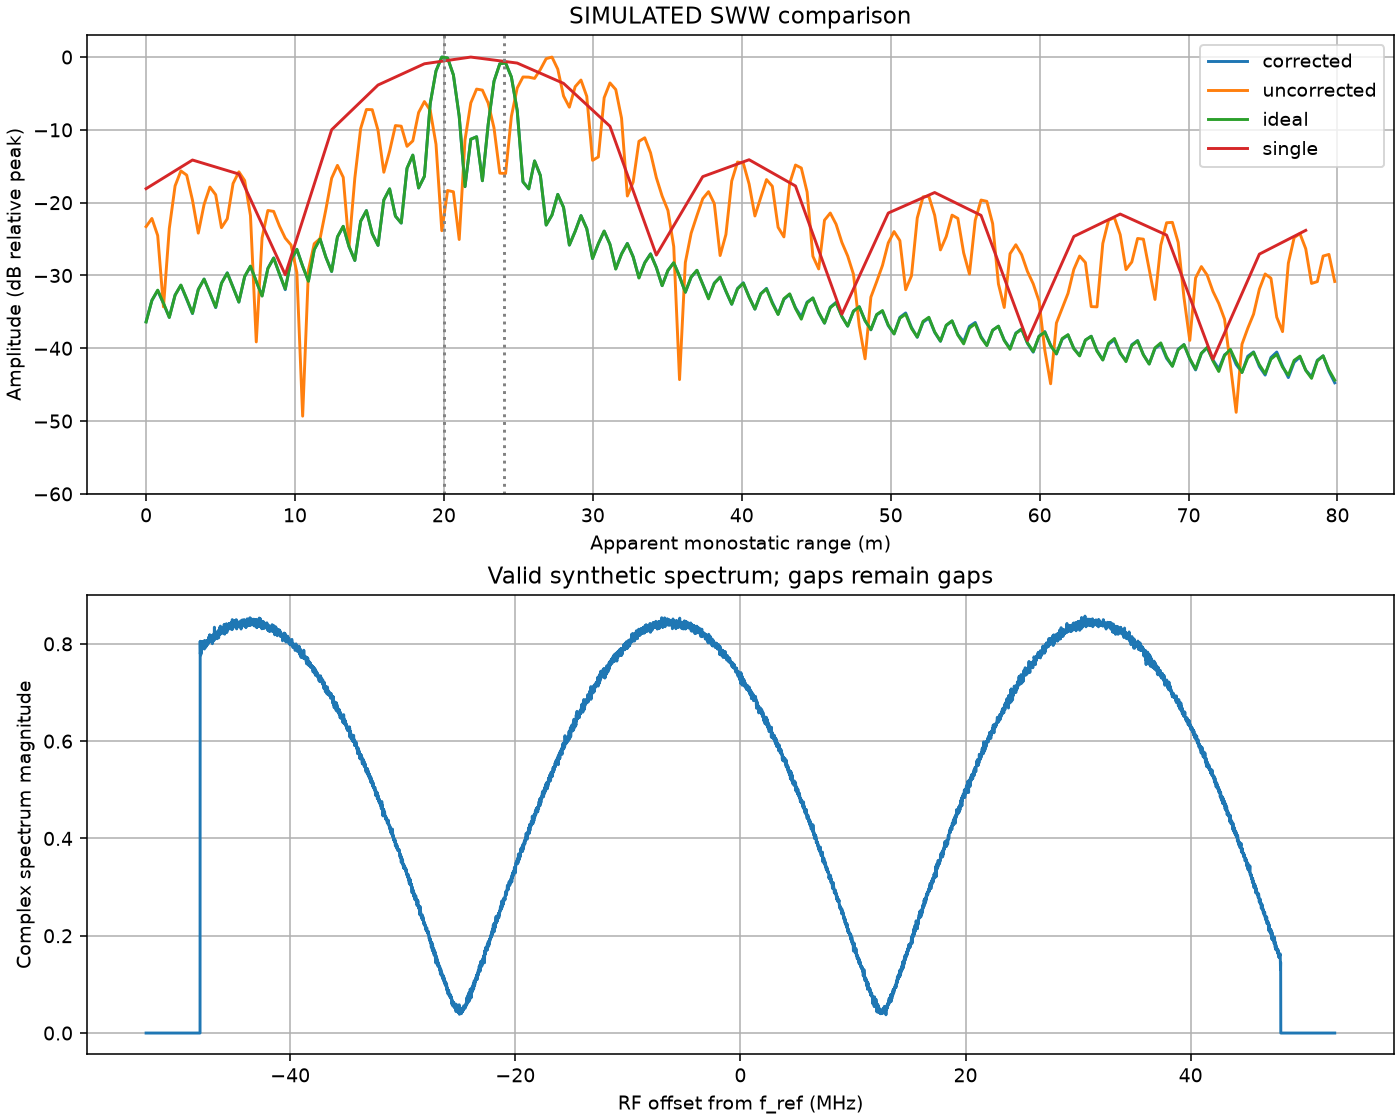 SIMULATED SWW comparison
0
−10
−20
−30
−40
−50
−60
Amplitude (dB relative peak)
corrected
uncorrected
ideal
single
0 10 20 30 40 50 60 70 80
Apparent monostatic range (m)
Valid synthetic spectrum; gaps remain gaps
0.8
0.6
0.4
0.2
0.0
Complex spectrum magnitude
−40 −20 0 20 40
RF offset from f_ref (MHz)